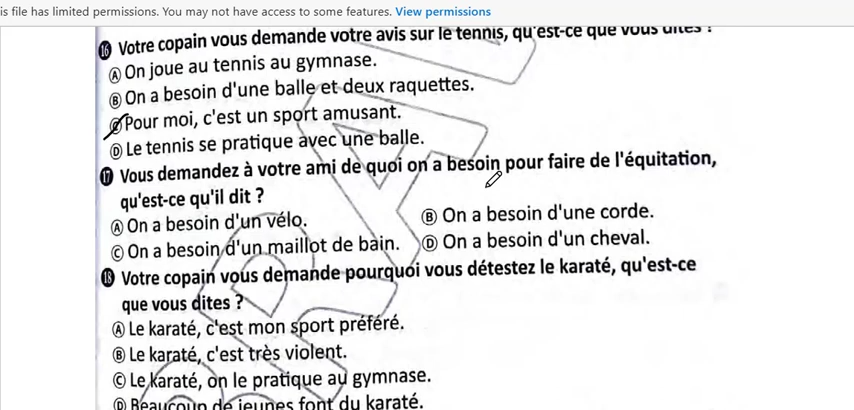 is file has limited permissions. You may not have access to some features. View permissions
16 Votre copain vous demande votre avis sur le tennis, qu'est-ce que vous dites ?
A On joue au tennis au gymnase.
B On a besoin d'une balle et deux raquettes.
C Pour moi, c'est un sport amusant.
D Le tennis se pratique avec une balle.
17 Vous demandez à votre ami de quoi on a besoin pour faire de l'équitation,
qu'est-ce qu'il dit ?
A On a besoin d'un vélo. B On a besoin d'une corde.
C On a besoin d'un maillot de bain. D On a besoin d'un cheval.
18 Votre copain vous demande pourquoi vous détestez le karaté, qu'est-ce
que vous dites ?
A Le karaté, c'est mon sport préféré.
B Le karaté, c'est très violent.
C Le karaté, on le pratique au gymnase.
D Beaucoup de jeunes font du karaté.